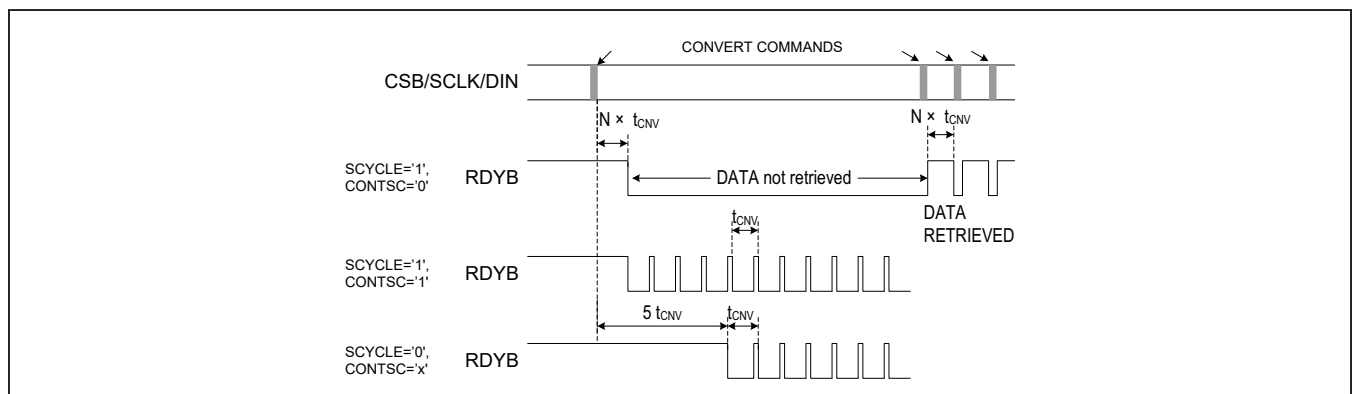 CONVERT COMMANDS
CSB/SCLK/DIN
N × tCNV
N × tCNV
SCYCLE='1',
CONTSC='0'
RDYB
DATA not retrieved
DATA
RETRIEVED
tCNV
SCYCLE='1',
CONTSC='1'
RDYB
5 tCNV
tCNV
SCYCLE='0',
CONTSC='x'
RDYB